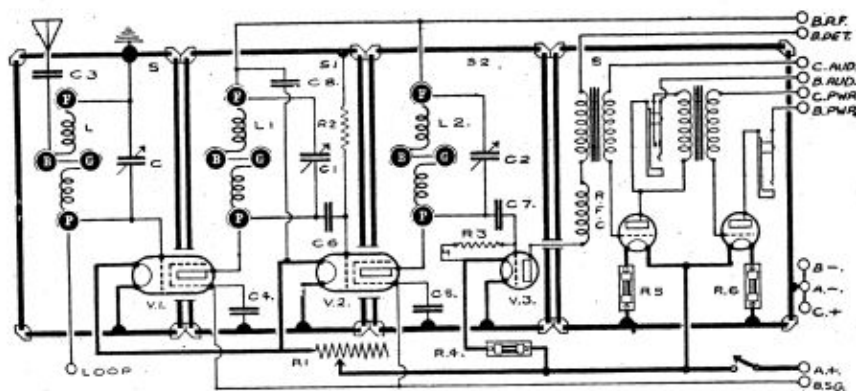 B.R.F.
B.DET.
C.AUD.
B.AUD.
C.PWR.
B.PWR.
C3
S
C8.
S1
S2
S
F
F
F
L
L1
R2
L2.
B
G
B
G
B
G
C
C1
C2
P
P
P
C6
C7.
R3
R.F.C.
V.1.
C4.
V.2.
C5.
V.3.
R5
R.6
B-.
A.-.
C.+
R1
R.4.
LOOP
A.+.
B.SG.